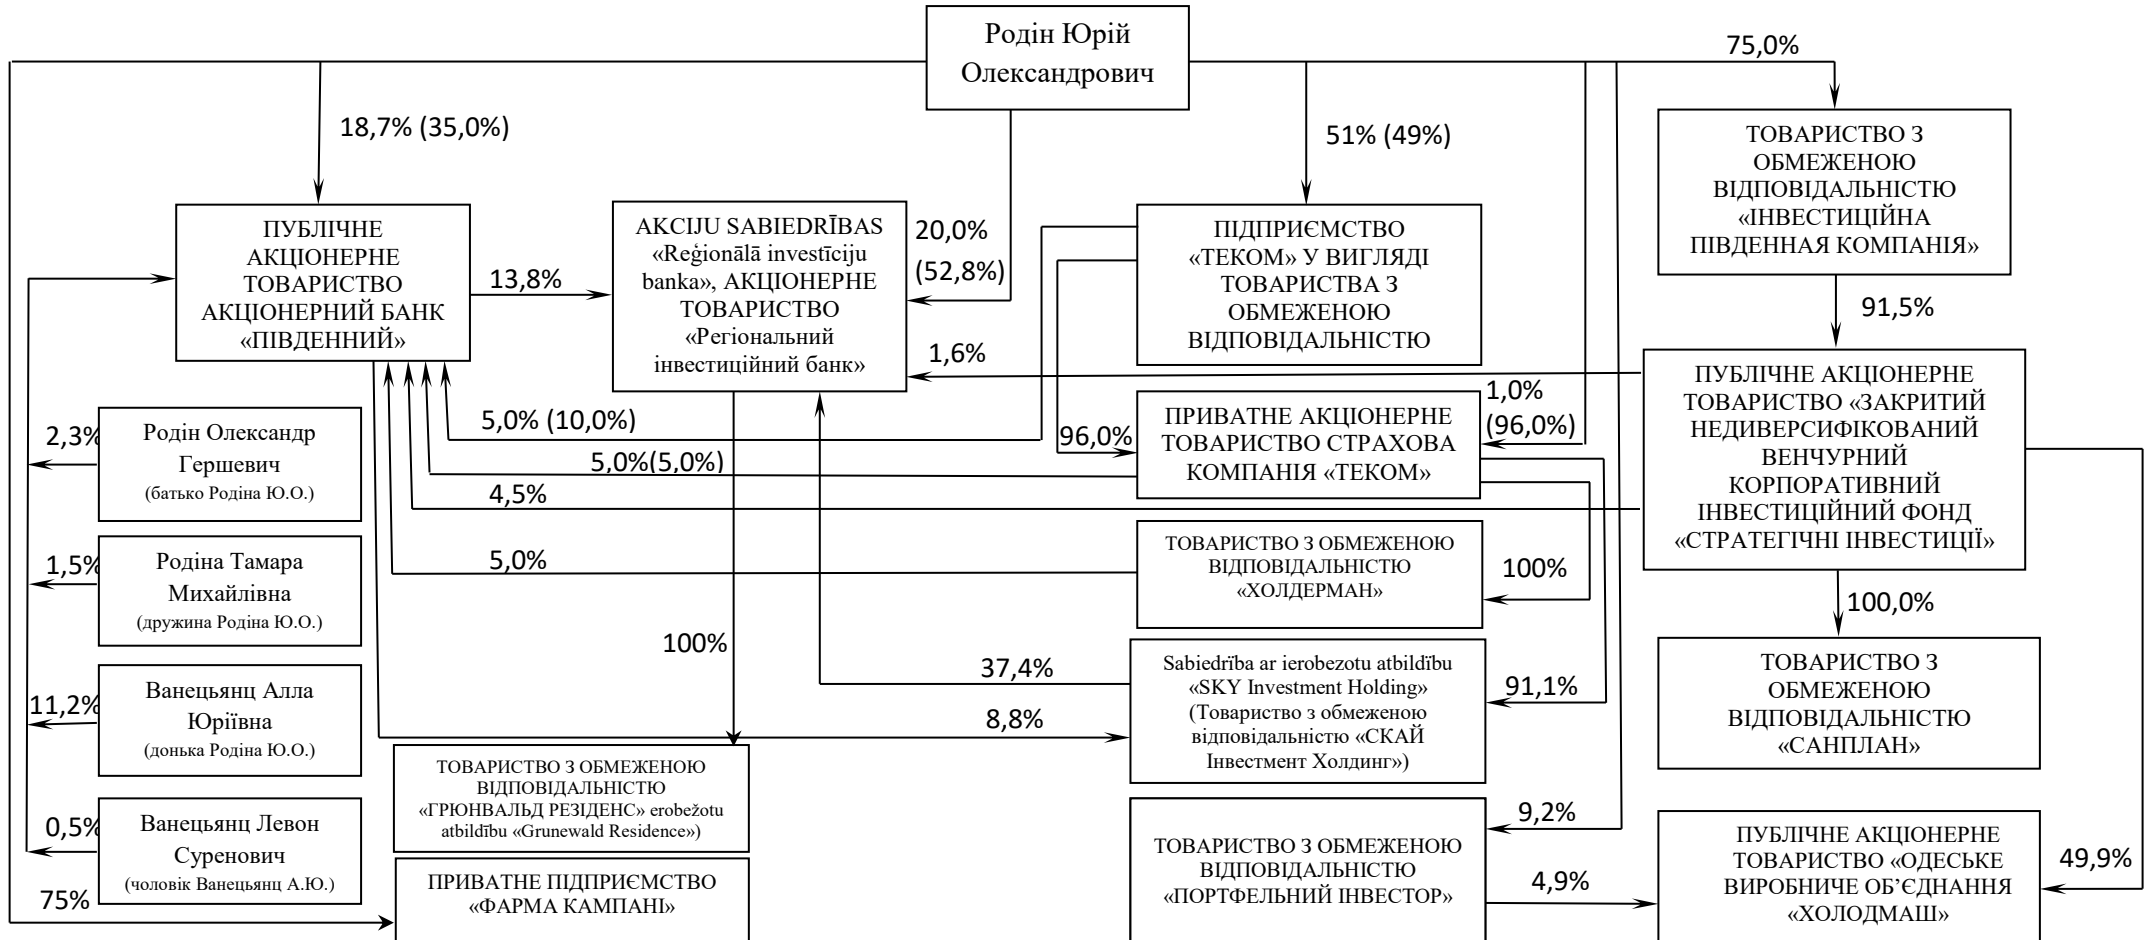 Родін Юрій
Олександрович
75,0%
18,7% (35,0%)
51% (49%)
ТОВАРИСТВО З
ОБМЕЖЕНОЮ
ВІДПОВІДАЛЬНІСТЮ
«ІНВЕСТИЦІЙНА
ПІВДЕННАЯ КОМПАНІЯ»
ПУБЛІЧНЕ
АКЦІОНЕРНЕ
ТОВАРИСТВО
АКЦІОНЕРНИЙ БАНК
«ПІВДЕННИЙ»
13,8%
AKCIJU SABIEDRĪBAS
«Reģionālā investīciju
banka», АКЦІОНЕРНЕ
ТОВАРИСТВО
«Регіональний
інвестиційний банк»
20,0%
(52,8%)
1,6%
ПІДПРИЄМСТВО
«ТЕКОМ» У ВИГЛЯДІ
ТОВАРИСТВА З
ОБМЕЖЕНОЮ
ВІДПОВІДАЛЬНІСТЮ
91,5%
ПУБЛІЧНЕ АКЦІОНЕРНЕ
ТОВАРИСТВО «ЗАКРИТИЙ
НЕДИВЕРСИФІКОВАНИЙ
ВЕНЧУРНИЙ
КОРПОРАТИВНИЙ
ІНВЕСТИЦІЙНИЙ ФОНД
«СТРАТЕГІЧНІ ІНВЕСТИЦІЇ»
1,0%
(96,0%)
96,0%
ПРИВАТНЕ АКЦІОНЕРНЕ
ТОВАРИСТВО СТРАХОВА
КОМПАНІЯ «ТЕКОМ»
5,0% (10,0%)
5,0%(5,0%)
4,5%
5,0%
2,3%
Родін Олександр
Гершевич
(батько Родіна Ю.О.)
1,5%
Родіна Тамара
Михайлівна
(дружина Родіна Ю.О.)
ТОВАРИСТВО З ОБМЕЖЕНОЮ
ВІДПОВІДАЛЬНІСТЮ
«ХОЛДЕРМАН»
100%
100,0%
100%
37,4%
8,8%
Sabiedrība ar ierobezotu atbildību
«SKY Investment Holding»
(Товариство з обмеженою
відповідальністю «СКАЙ
Інвестмент Холдинг»)
91,1%
ТОВАРИСТВО З
ОБМЕЖЕНОЮ
ВІДПОВІДАЛЬНІСТЮ
«САНПЛАН»
11,2%
Ванецьянц Алла
Юріївна
(донька Родіна Ю.О.)
ТОВАРИСТВО З ОБМЕЖЕНОЮ
ВІДПОВІДАЛЬНІСТЮ
«ГРЮНВАЛЬД РЕЗІДЕНС» erobežotu
atbildību «Grunewald Residence»)
0,5%
Ванецьянц Левон
Суренович
(чоловік Ванецьянц А.Ю.)
75%
ПРИВАТНЕ ПІДПРИЄМСТВО
«ФАРМА КАМПАНІ»
9,2%
ТОВАРИСТВО З ОБМЕЖЕНОЮ
ВІДПОВІДАЛЬНІСТЮ
«ПОРТФЕЛЬНИЙ ІНВЕСТОР»
4,9%
ПУБЛІЧНЕ АКЦІОНЕРНЕ
ТОВАРИСТВО «ОДЕСЬКЕ
ВИРОБНИЧЕ ОБ’ЄДНАННЯ
«ХОЛОДМАШ»
49,9%